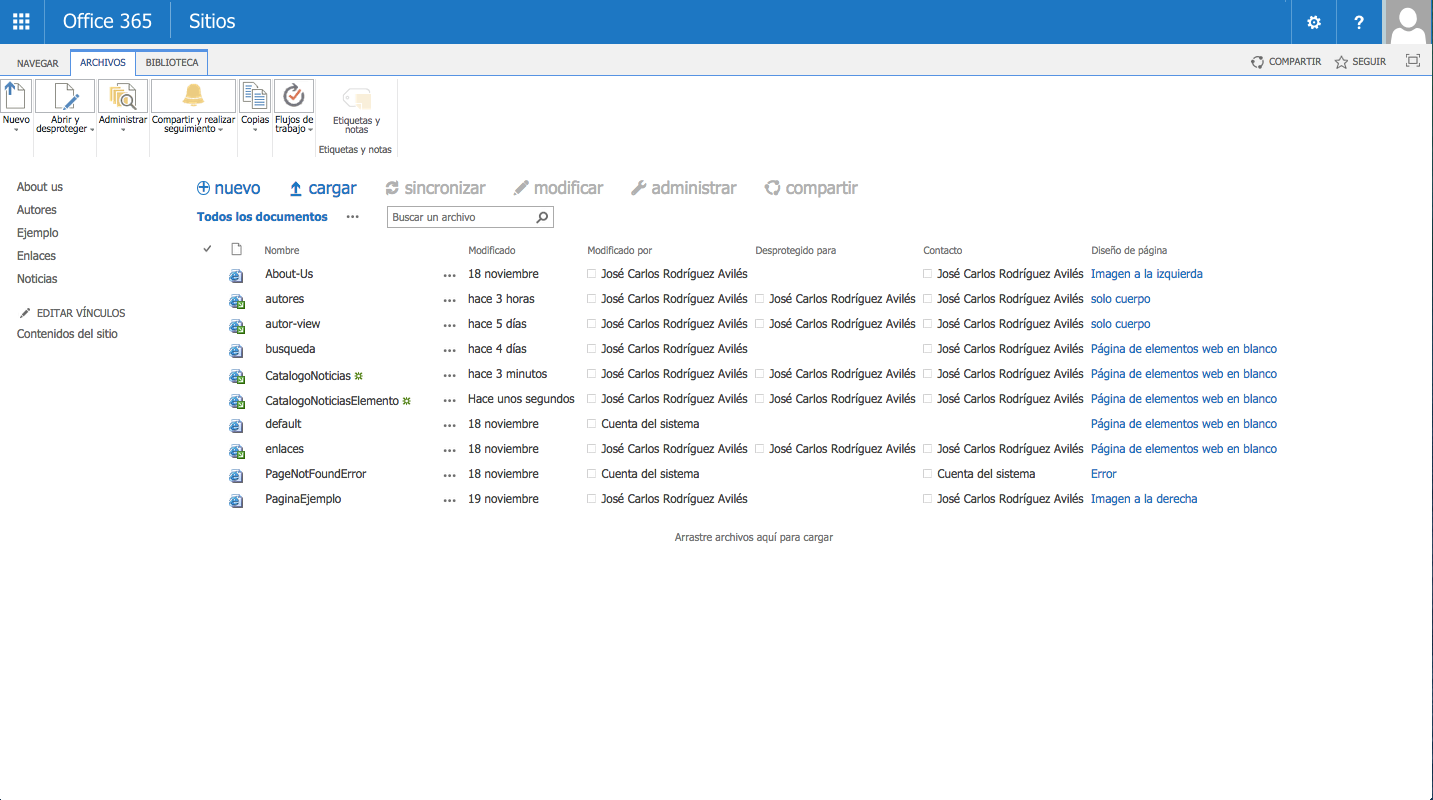 Office 365 Sitios ?
NAVEGAR ARCHIVOS BIBLIOTECA COMPARTIR SEGUIR
Nuevo Abrir y desproteger Administrar Compartir y realizar seguimiento Copias Flujos de trabajo Etiquetas y notas
Etiquetas y notas
About us
Autores
Ejemplo
Enlaces
Noticias
EDITAR VÍNCULOS
Contenidos del sitio
nuevo cargar sincronizar modificar administrar compartir
Todos los documentos ••• Buscar un archivo
Nombre Modificado Modificado por Desprotegido para Contacto Diseño de página
About-Us ••• 18 noviembre José Carlos Rodríguez Avilés José Carlos Rodríguez Avilés Imagen a la izquierda
autores ••• hace 3 horas José Carlos Rodríguez Avilés José Carlos Rodríguez Avilés José Carlos Rodríguez Avilés solo cuerpo
autor-view ••• hace 5 días José Carlos Rodríguez Avilés José Carlos Rodríguez Avilés José Carlos Rodríguez Avilés solo cuerpo
busqueda ••• hace 4 días José Carlos Rodríguez Avilés José Carlos Rodríguez Avilés Página de elementos web en blanco
CatalogoNoticias ••• hace 3 minutos José Carlos Rodríguez Avilés José Carlos Rodríguez Avilés José Carlos Rodríguez Avilés Página de elementos web en blanco
CatalogoNoticiasElemento ••• Hace unos segundos José Carlos Rodríguez Avilés José Carlos Rodríguez Avilés José Carlos Rodríguez Avilés Página de elementos web en blanco
default ••• 18 noviembre Cuenta del sistema Página de elementos web en blanco
enlaces ••• 18 noviembre José Carlos Rodríguez Avilés José Carlos Rodríguez Avilés José Carlos Rodríguez Avilés Página de elementos web en blanco
PageNotFoundError ••• 18 noviembre Cuenta del sistema Cuenta del sistema Error
PaginaEjemplo ••• 19 noviembre José Carlos Rodríguez Avilés José Carlos Rodríguez Avilés Imagen a la derecha
Arrastre archivos aquí para cargar